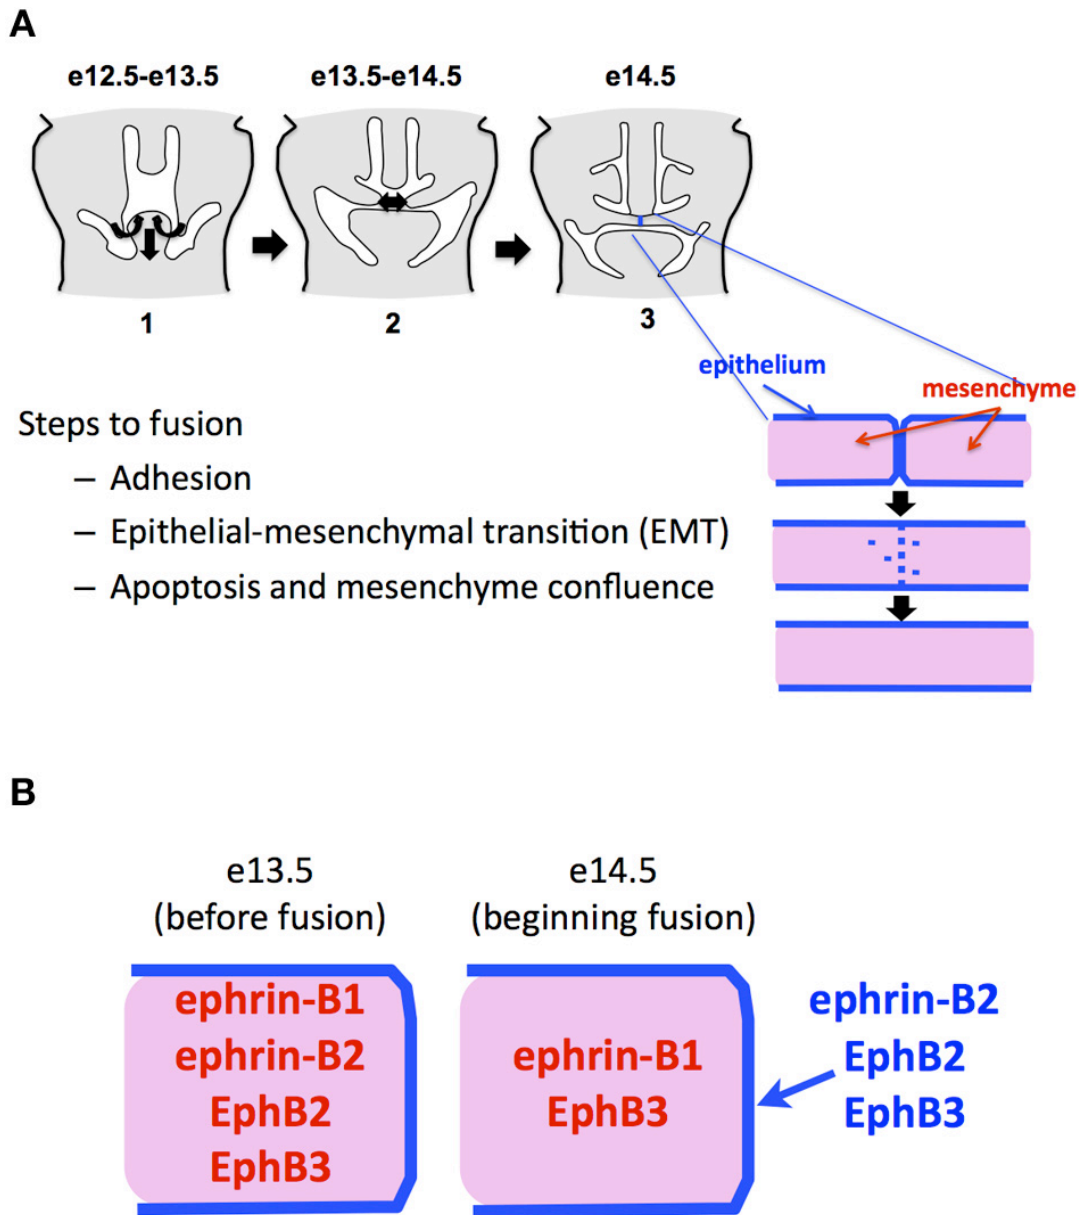 A
e12.5-e13.5
e13.5-e14.5
e14.5
1
2
3
epithelium
mesenchyme
Steps to fusion
– Adhesion
– Epithelial-mesenchymal transition (EMT)
– Apoptosis and mesenchyme confluence
B
e13.5
(before fusion)
e14.5
(beginning fusion)
ephrin-B1
ephrin-B2
EphB2
EphB3
ephrin-B1
EphB3
ephrin-B2
EphB2
EphB3